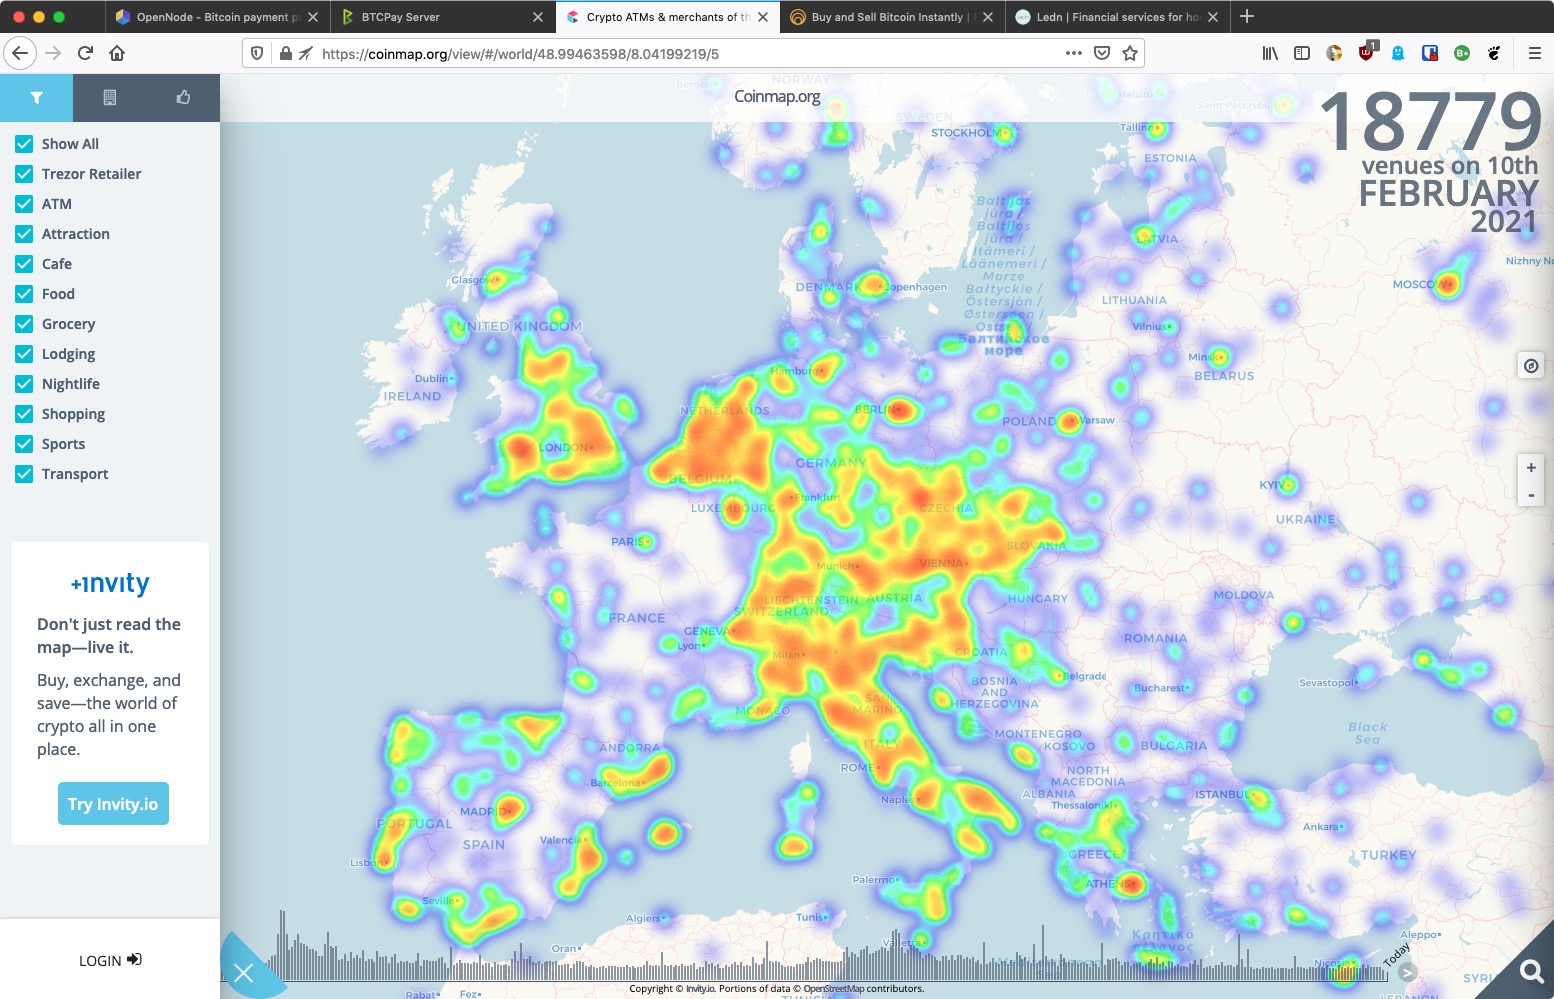 OpenNode - Bitcoin payment pr
BTCPay Server
Crypto ATMs & merchants of th
Buy and Sell Bitcoin Instantly |
Ledn | Financial services for ho
https://coinmap.org/view/#/world/48.99463598/8.04199219/5
1
B+
Coinmap.org
18779
venues on 10th
FEBRUARY
2021
Show All
Trezor Retailer
ATM
Attraction
Cafe
Food
Grocery
Lodging
Nightlife
Shopping
Sports
Transport
+invity
Don't just read the
map—live it.
Buy, exchange, and
save—the world of
crypto all in one
place.
Try Invity.io
LOGIN
NORWAY
Bergen
Helsinki
Saint Petersburg
SWEDEN
STOCKHOLM
Tallinn
ESTONIA
Baltijas
jūra /
Baltijos
jūra /
Itämeri /
Läänemeri /
Morze
Bałtyckie /
Östersjön /
Østersøen /
Ostsee
Балтийское
море
LATVIA
Nizhny No
MOSCOW
Glasgow
DENMARK
Copenhagen
LITHUANIA
UNITED KINGDOM
Vilnius
Minsk
BELARUS
Dublin
IRELAND
Hamburg
NETHERLANDS
BERLIN
POLAND
Warsaw
LONDON
GERMANY
BELGIUM
KYIV
Frankfurt
LUXEMBOURG
CZECHIA
UKRAINE
PARIS
SLOVAKIA
Munich
VIENNA
LIECHTENSTEIN
AUSTRIA
HUNGARY
MOLDOVA
SWITZERLAND
FRANCE
GENEVA
Lyon
ROMANIA
Milan
CROATIA
BOSNIA
AND
HERZEGOVINA
Belgrade
Bucharest
Sevastopol
SAN
MARINO
MONACO
Black
Sea
MONTENEGRO
KOSOVO
BULGARIA
ITALY
ANDORRA
ROME
NORTH
MACEDONIA
Barcelona
ALBANIA
ISTANBUL
Naples
Thessaloniki
MADRID
PORTUGAL
Ankara
SPAIN
Valencia
GREECE
TURKEY
Lisbon
Palermo
ATHENS
Seville
Algiers
Tunis
Κρητικό
πέλαγος
Aleppo
Oran
Valletta
Today
Nicosia
SYRI
Rabat
Fez
TUNISIA
LEBANON
+
-
>
Copyright © Invity.io. Portions of data © OpenStreetMap contributors.